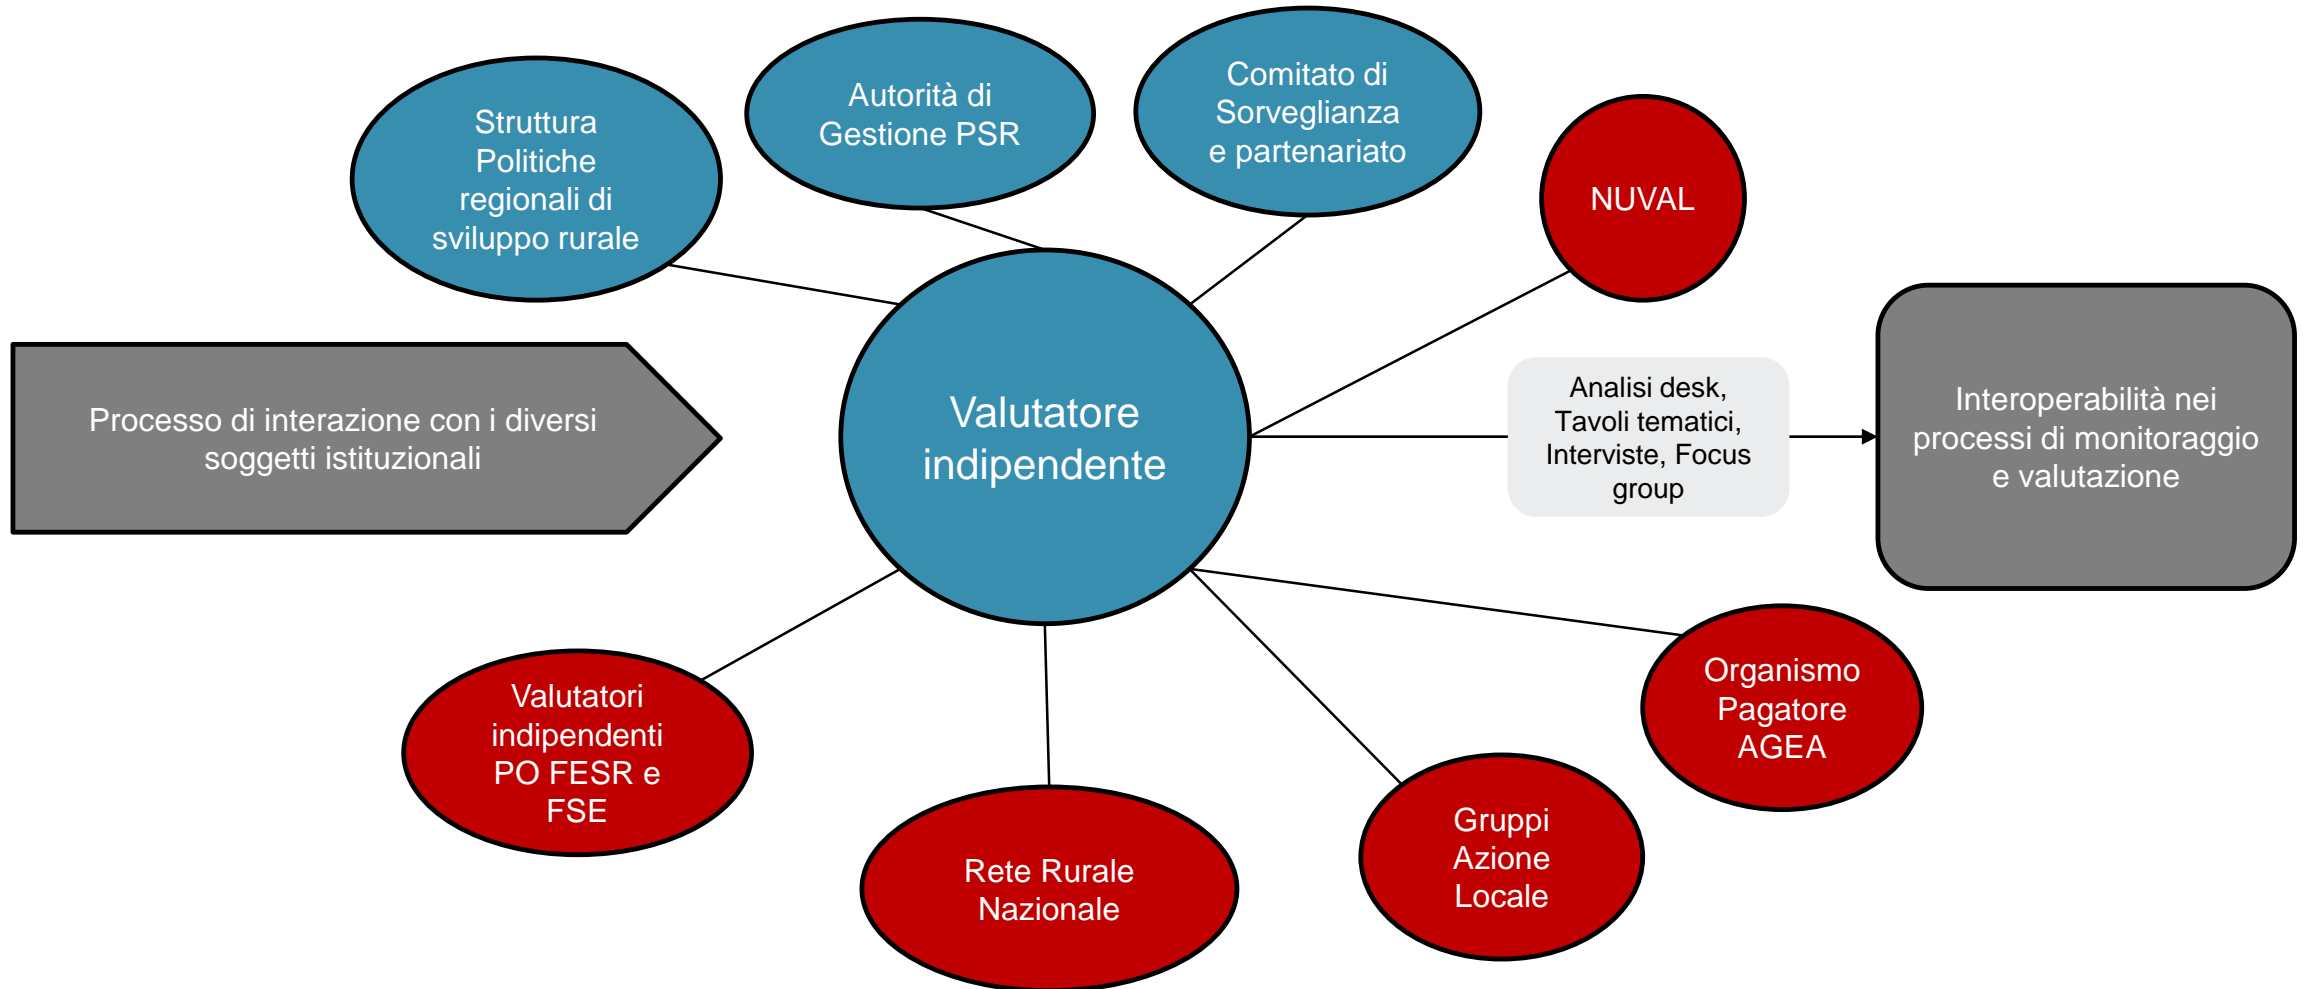 Struttura
Politiche
regionali di
sviluppo rurale
Autorità di
Gestione PSR
Comitato di
Sorveglianza
e partenariato
NUVAL
Processo di interazione con i diversi
soggetti istituzionali
Valutatore
indipendente
Analisi desk,
Tavoli tematici,
Interviste, Focus
group
Interoperabilità nei
processi di monitoraggio
e valutazione
Valutatori
indipendenti
PO FESR e
FSE
Rete Rurale
Nazionale
Gruppi
Azione
Locale
Organismo
Pagatore
AGEA